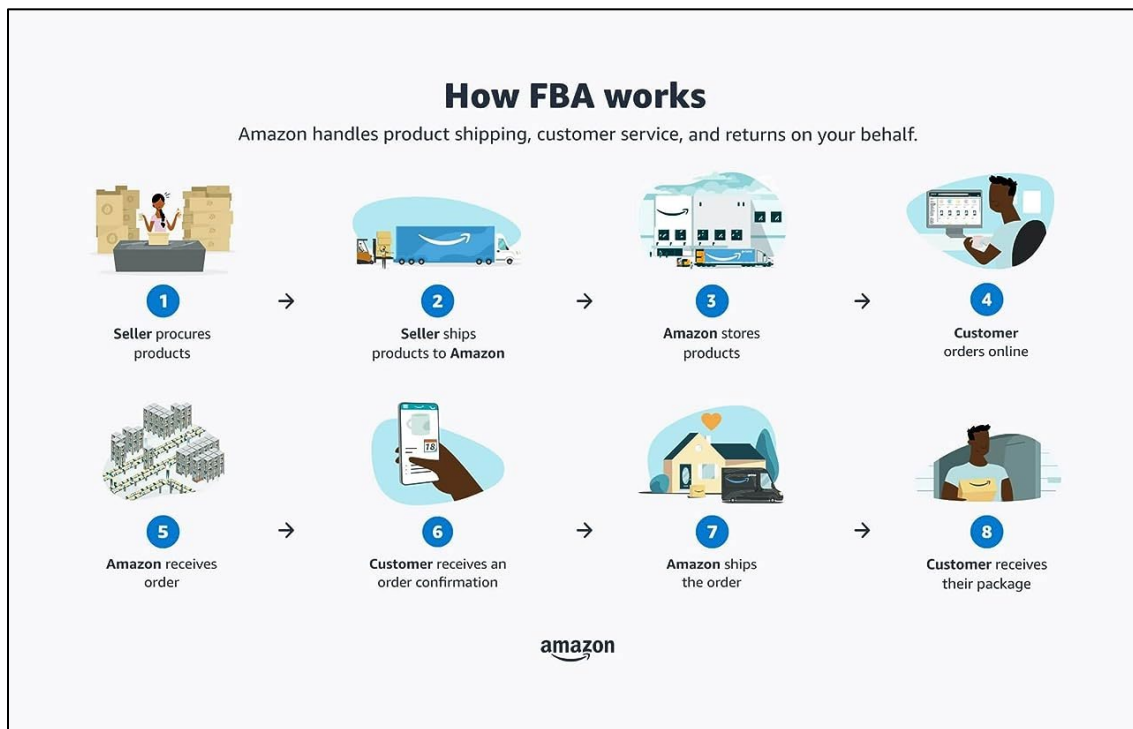 How FBA works
Amazon handles product shipping, customer service, and returns on your behalf.
1
Seller procures
products
2
Seller ships
products to Amazon
3
Amazon stores
products
4
Customer
orders online
18
5
Amazon receives
order
6
Customer receives an
order confirmation
7
Amazon ships
the order
8
Customer receives
their package
amazon